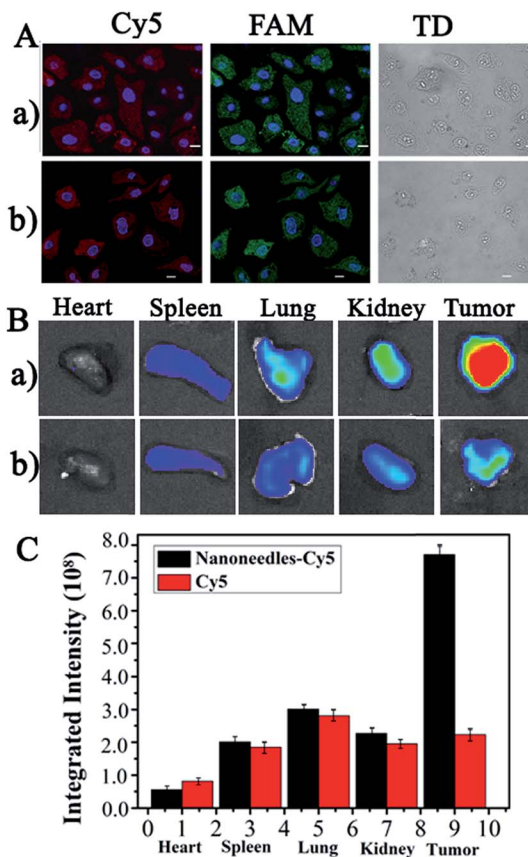 A
Cy5 FAM TD
a)
b)
B
Heart Spleen Lung Kidney Tumor
a)
b)
C
Integrated Intensity (10⁸)
8.0
7.0
6.0
5.0
4.0
3.0
2.0
1.0
0.0
Nanoneedles-Cy5
Cy5
0 1 2 3 4 5 6 7 8 9 10
Heart Spleen Lung Kidney Tumor